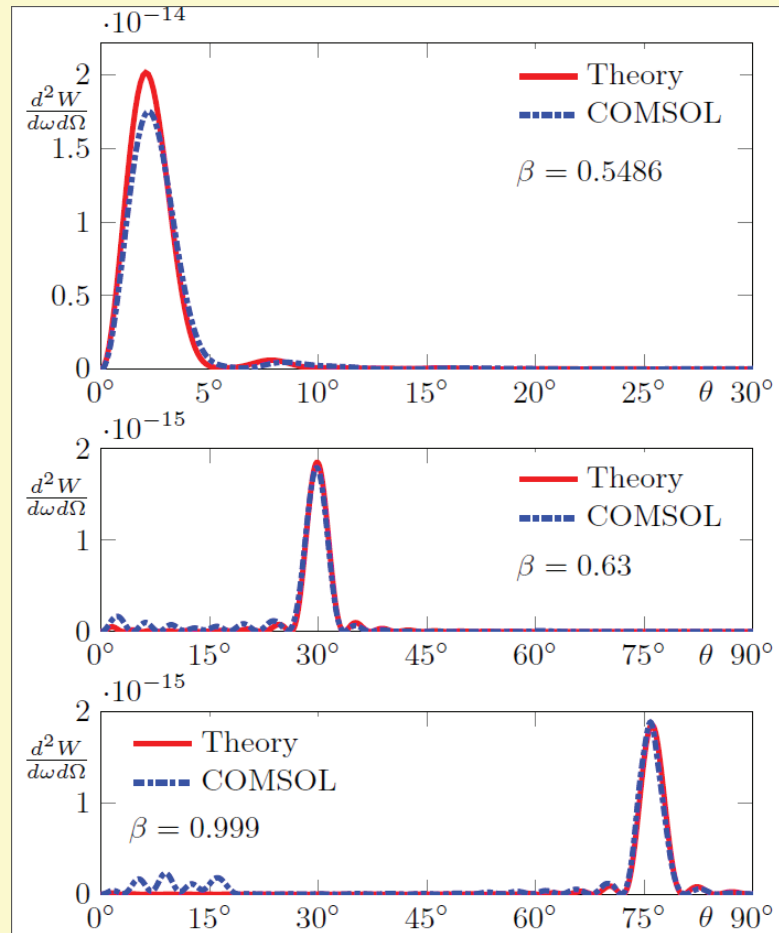 ·10⁻¹⁴
d²W
dωdΩ
2
1.5
1
0.5
0
Theory
COMSOL
β = 0.5486
0° 5° 10° 15° 20° 25° θ 30°
·10⁻¹⁵
d²W
dωdΩ
2
1
0
Theory
COMSOL
β = 0.63
0° 15° 30° 45° 60° 75° θ 90°
·10⁻¹⁵
d²W
dωdΩ
2
1
0
Theory
COMSOL
β = 0.999
0° 15° 30° 45° 60° 75° θ 90°